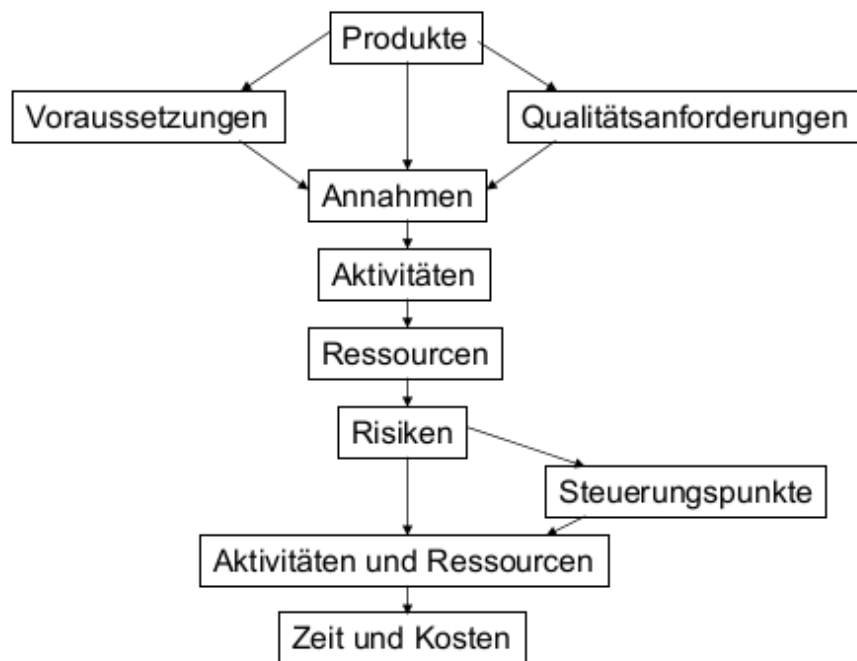 Produkte
Voraussetzungen
Qualitätsanforderungen
Annahmen
Aktivitäten
Ressourcen
Risiken
Steuerungspunkte
Aktivitäten und Ressourcen
Zeit und Kosten